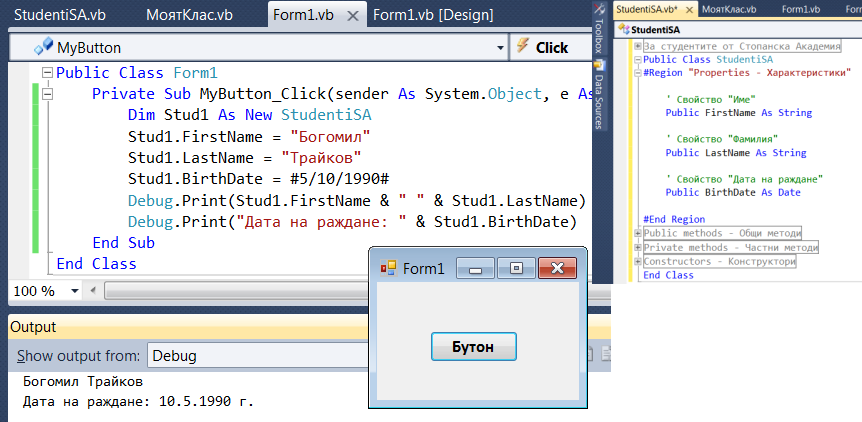 StudentiSA.vb
МоятКлас.vb
Form1.vb ✕
Form1.vb [Design]
MyButton
Click
Public Class Form1
Private Sub MyButton_Click(sender As System.Object, e As
Dim Stud1 As New StudentiSA
Stud1.FirstName = "Богомил"
Stud1.LastName = "Трайков"
Stud1.BirthDate = #5/10/1990#
Debug.Print(Stud1.FirstName & " " & Stud1.LastName)
Debug.Print("Дата на раждане: " & Stud1.BirthDate)
End Sub
End Class
100 %
Output
Show output from: Debug
Богомил Трайков
Дата на раждане: 10.5.1990 г.
Form1
Бутон
Toolbox
Data Sources
StudentiSA.vb* ✕
МоятКлас.vb
Form1.vb
Forn
StudentiSA
За студентите от Стопанска Академия
Public Class StudentiSA
#Region "Properties - Характеристики"
' Свойство "Име"
Public FirstName As String
' Свойство "Фамилия"
Public LastName As String
' Свойство "Дата на раждане"
Public BirthDate As Date
#End Region
Public methods - Общи методи
Private methods - Частни методи
Constructors - Конструктори
End Class